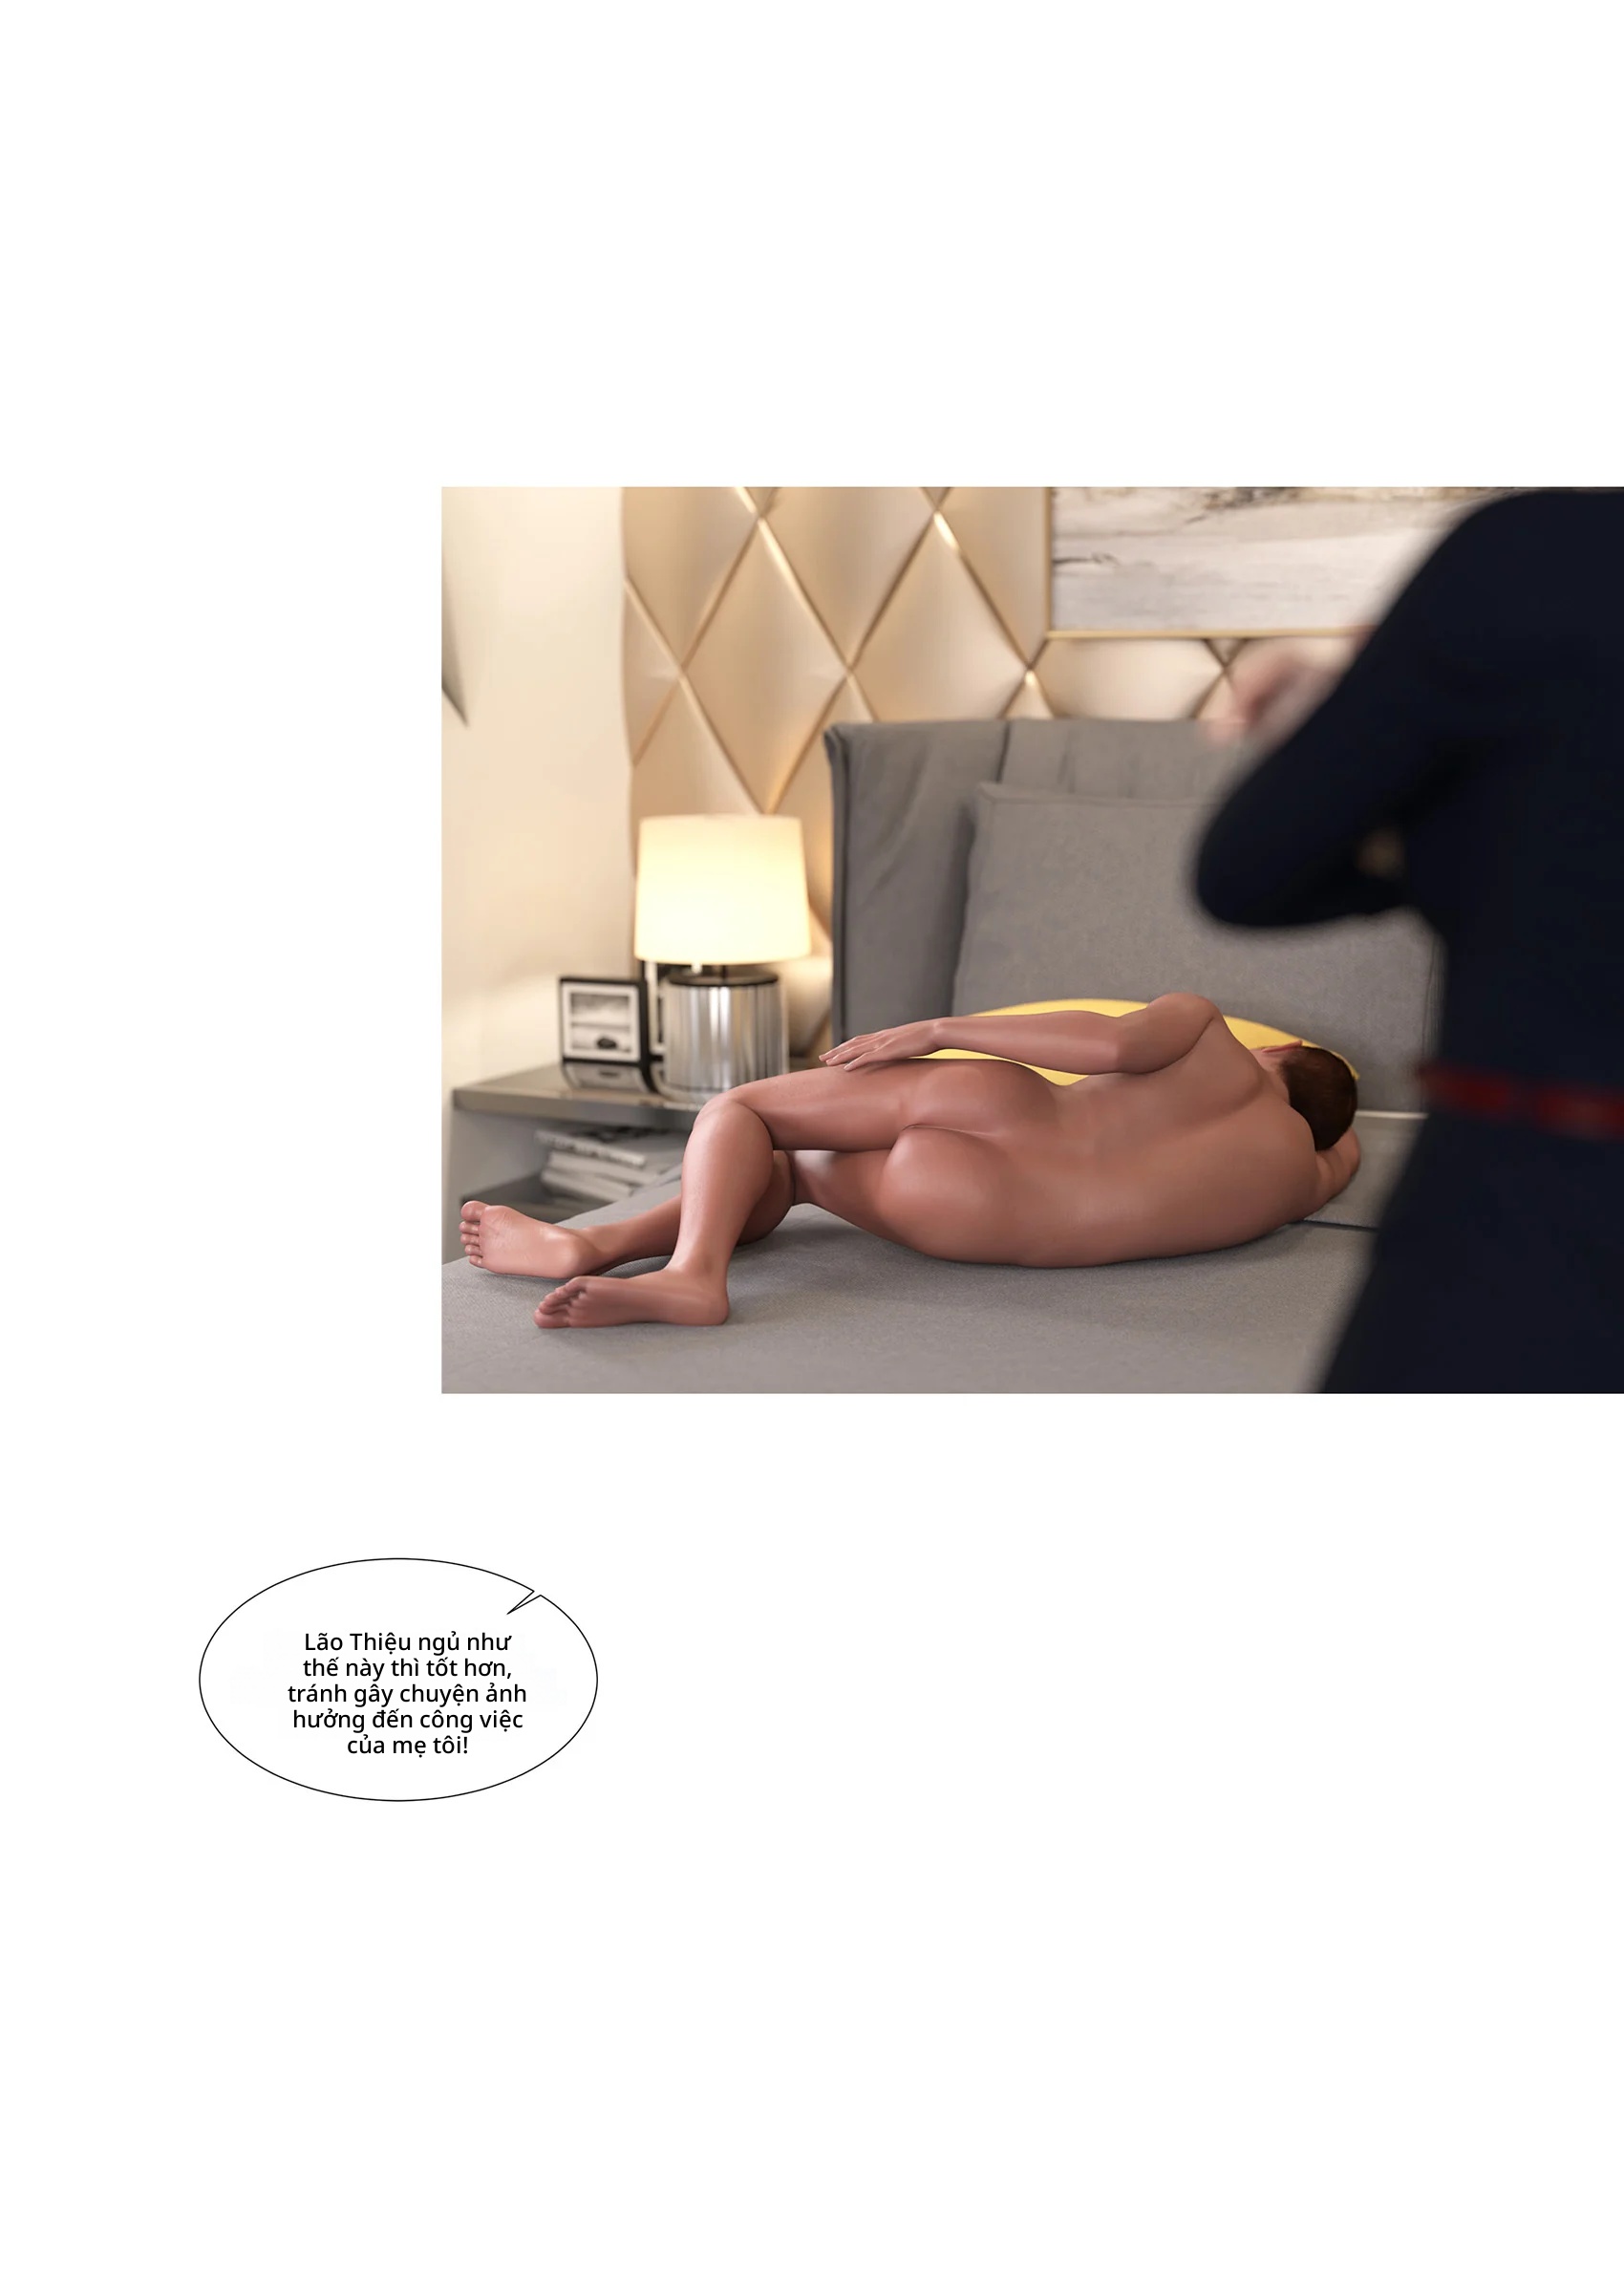 Lão Thiệu ngủ như
thế này thì tốt hơn,
tránh gây chuyện ảnh
hưởng đến công việc
của mẹ tôi!